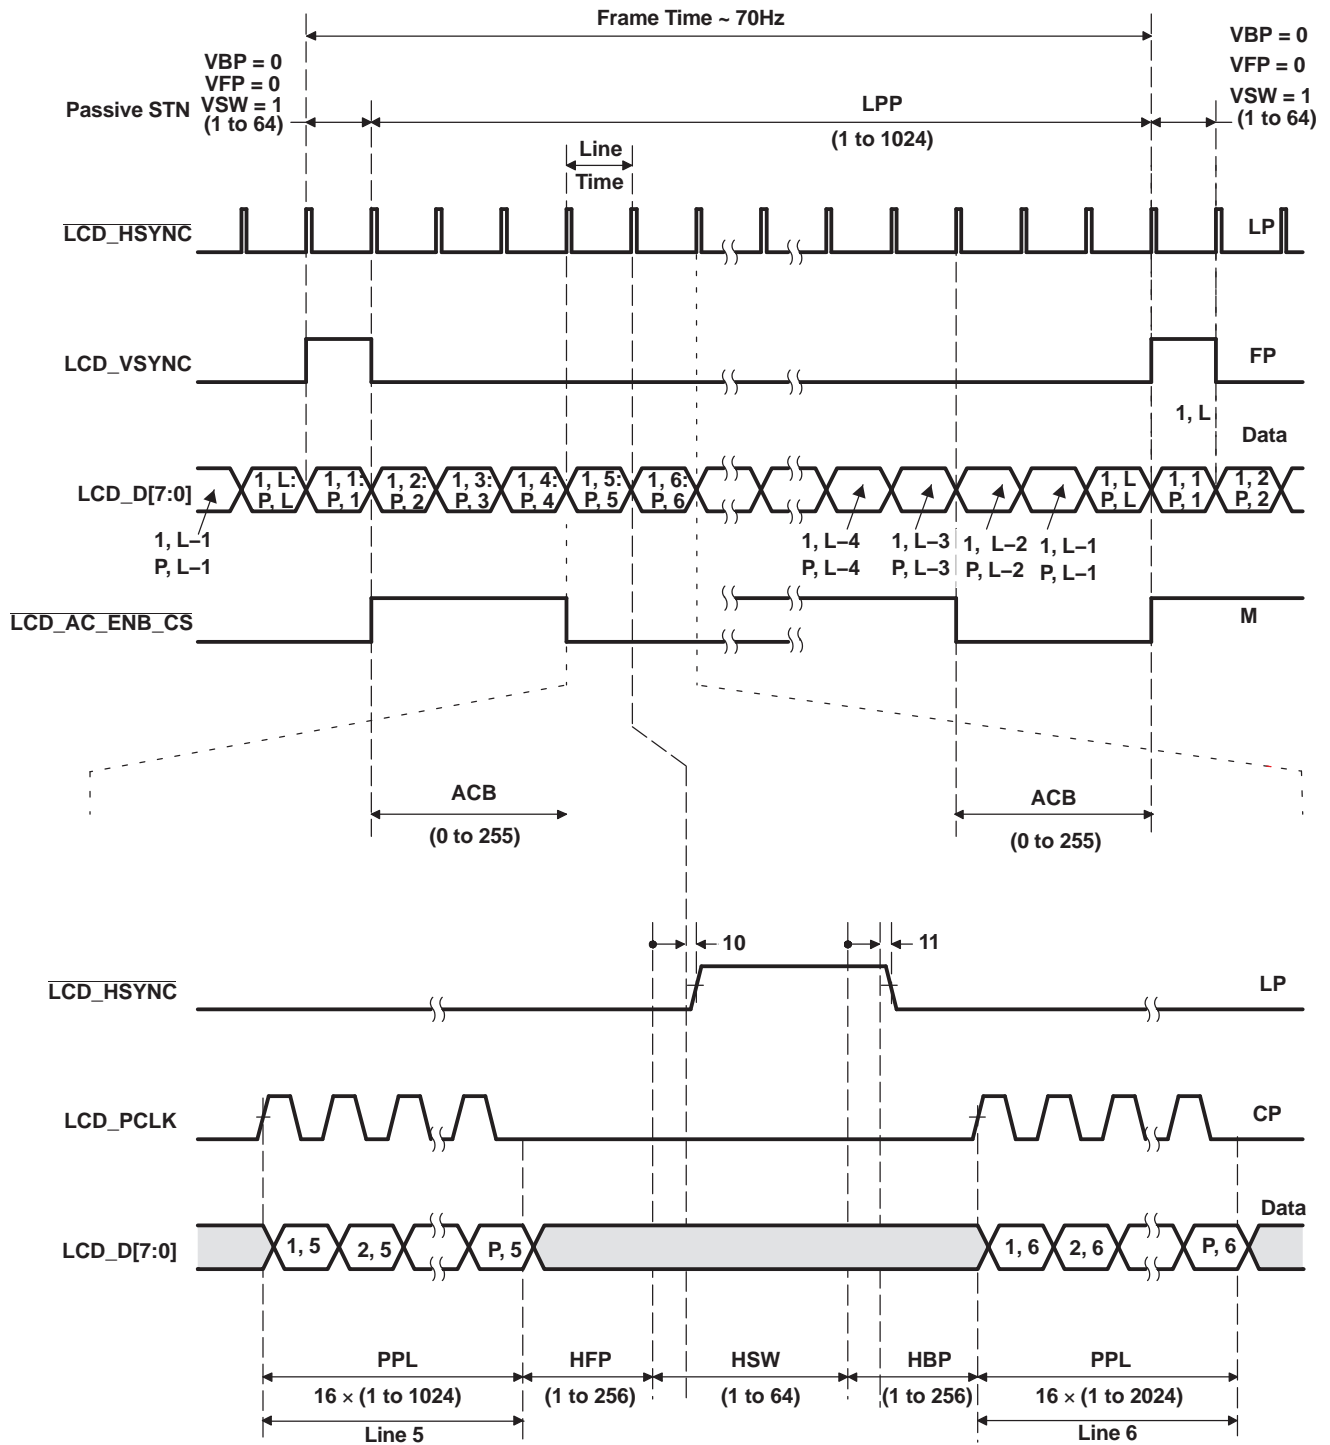 Frame Time ~ 70Hz
VBP = 0
VFP = 0
VSW = 1
(1 to 64)
Passive STN
LPP
(1 to 1024)
VBP = 0
VFP = 0
VSW = 1
(1 to 64)
Line
Time
LCD_HSYNC
LP
LCD_VSYNC
FP
1, L
Data
LCD_D[7:0]
1, L:
P, L
1, 1:
P, 1
1, 2:
P, 2
1, 3:
P, 3
1, 4:
P, 4
1, 5:
P, 5
1, 6:
P, 6
1, L
P, L
1, 1
P, 1
1, 2
P, 2
1, L–1
P, L–1
1, L–4
P, L–4
1, L–3
P, L–3
1, L–2
P, L–2
1, L–1
P, L–1
LCD_AC_ENB_CS
M
ACB
(0 to 255)
ACB
(0 to 255)
10
11
LCD_HSYNC
LP
LCD_PCLK
CP
Data
LCD_D[7:0]
1, 5
2, 5
P, 5
1, 6
2, 6
P, 6
PPL
HFP
HSW
HBP
PPL
16 × (1 to 1024)
(1 to 256)
(1 to 64)
(1 to 256)
16 × (1 to 2024)
Line 5
Line 6